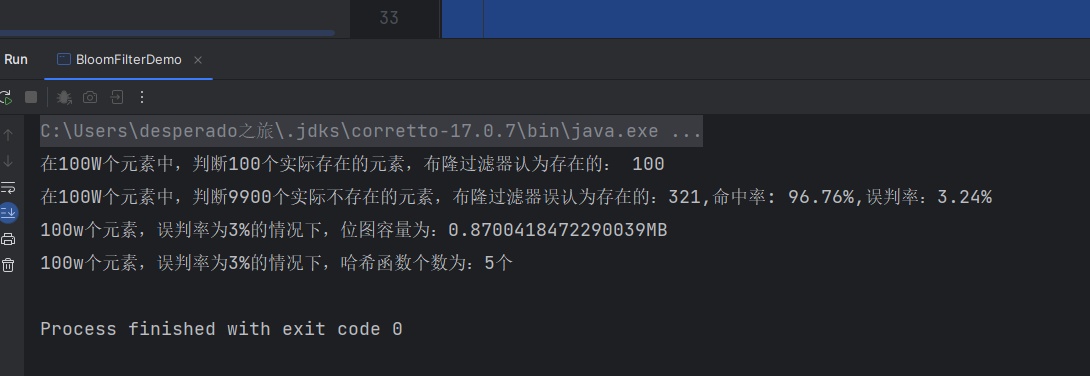 33
Run
BloomFilterDemo
C:\Users\desperado之旅\.jdks\corretto-17.0.7\bin\java.exe ...
在100W个元素中，判断100个实际存在的元素，布隆过滤器认为存在的： 100
在100W个元素中，判断9900个实际不存在的元素，布隆过滤器误认为存在的：321,命中率: 96.76%,误判率：3.24%
100w个元素，误判率为3%的情况下，位图容量为：0.8700418472290039MB
100w个元素，误判率为3%的情况下，哈希函数个数为：5个
Process finished with exit code 0